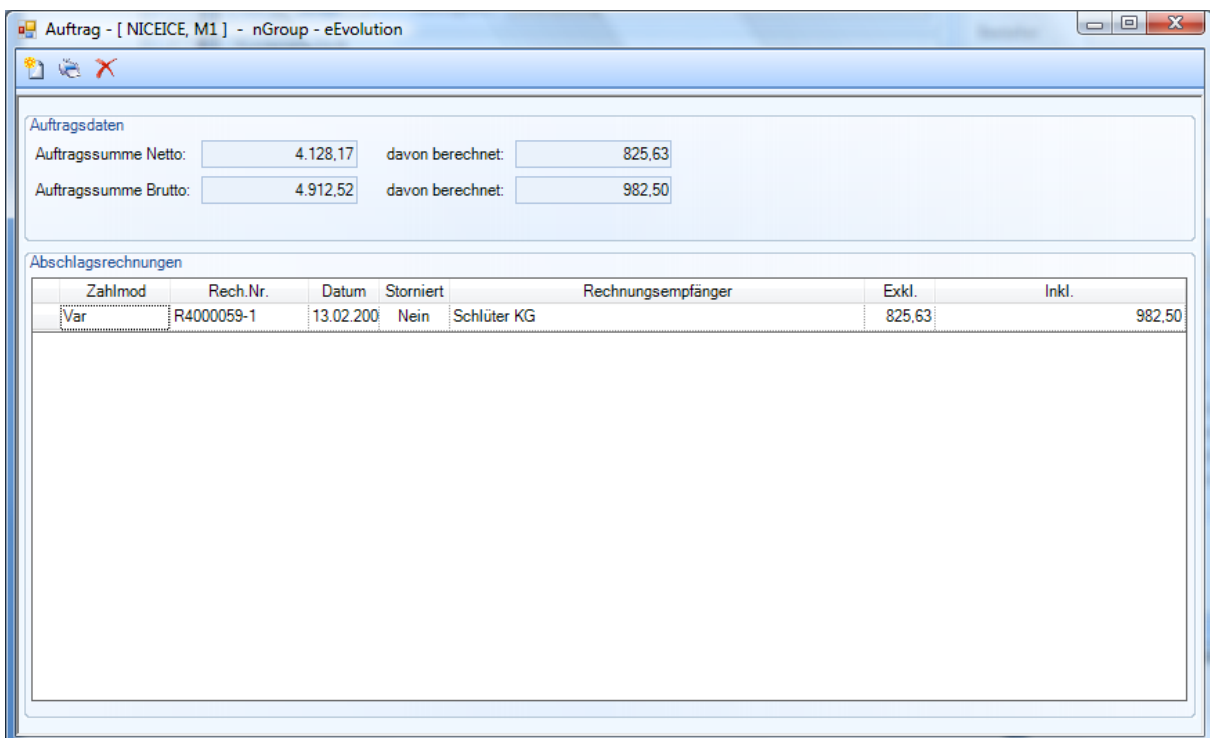 Auftrag - [ NICEICE, M1 ] - nGroup - eEvolution
Auftragsdaten
Auftragssumme Netto: 4.128,17 davon berechnet: 825,63
Auftragssumme Brutto: 4.912,52 davon berechnet: 982,50
Abschlagsrechnungen
Zahlmod Rech.Nr. Datum Storniert Rechnungsempfänger Exkl. Inkl.
Var R4000059-1 13.02.200 Nein Schlüter KG 825,63 982,50